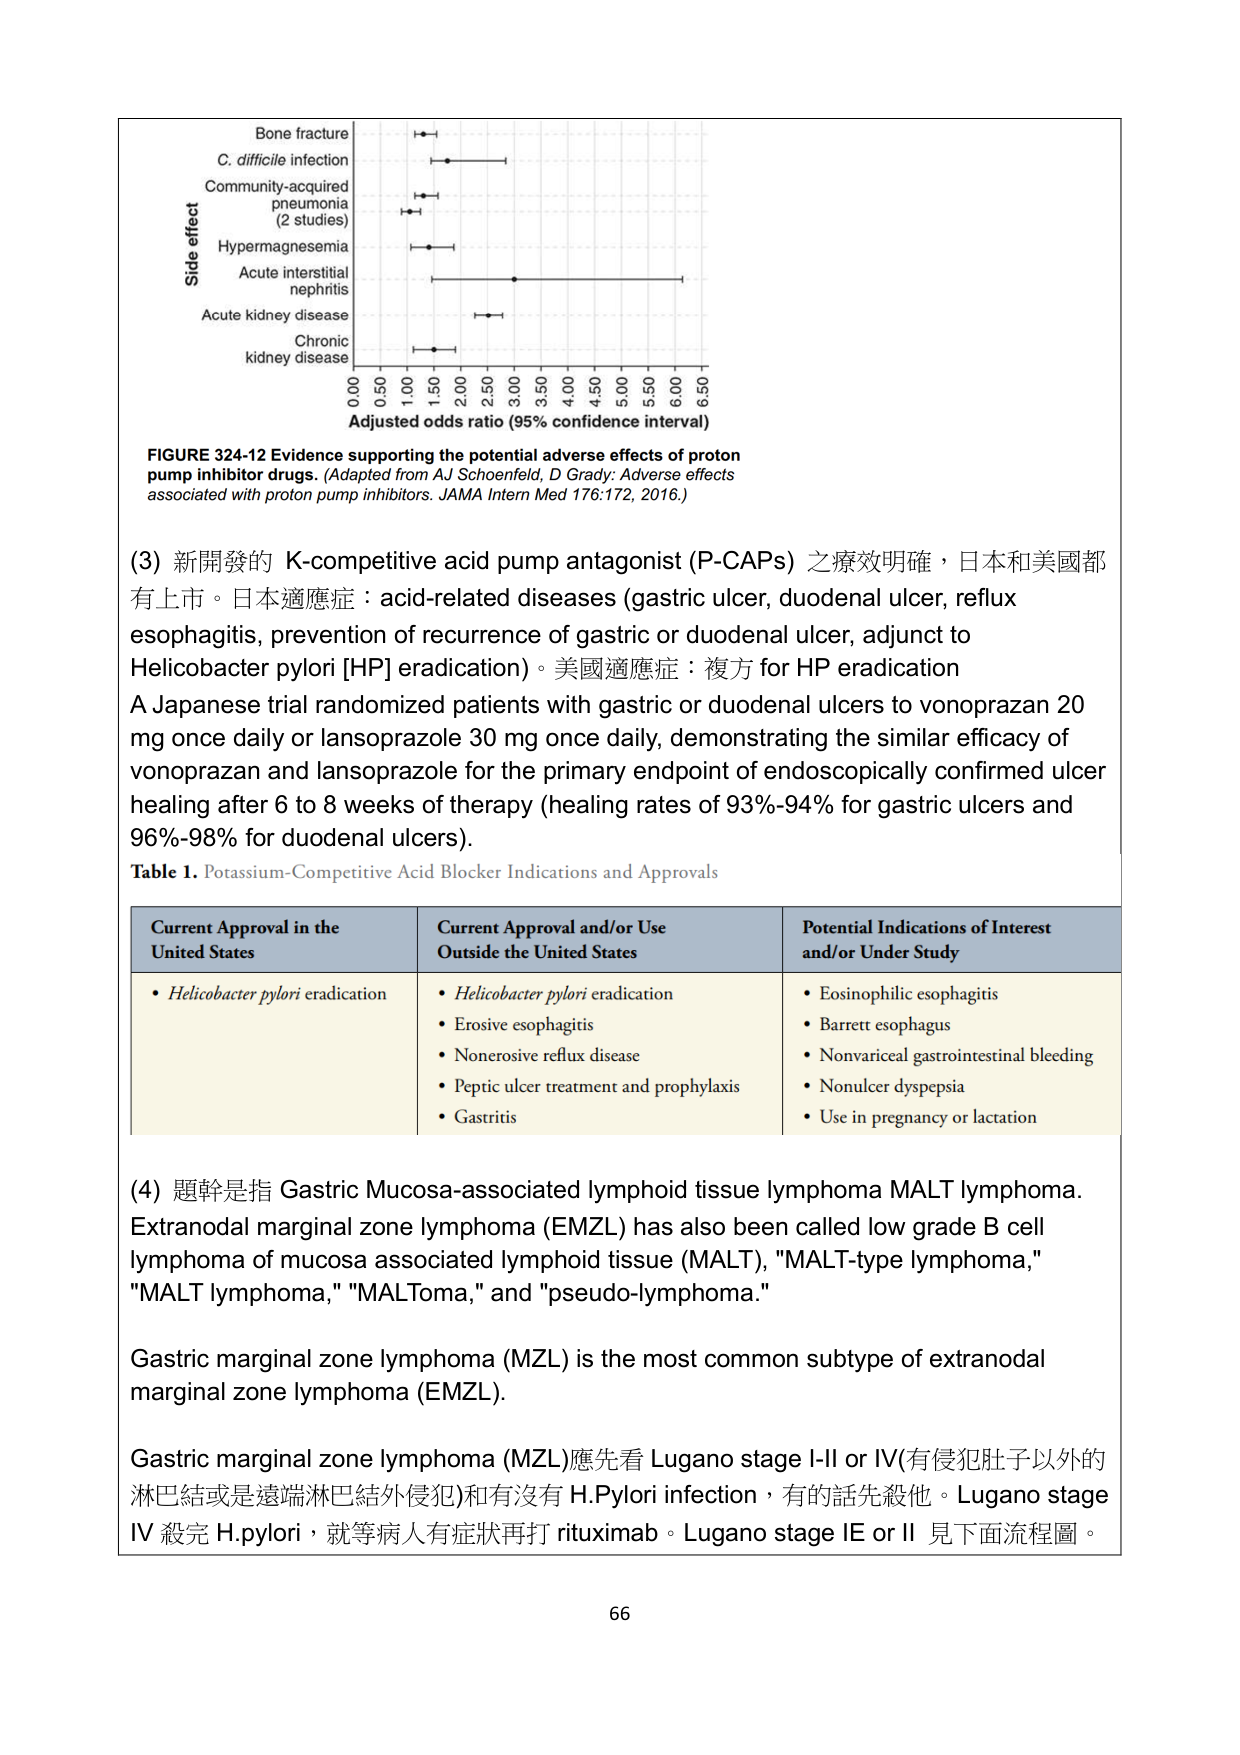 Bone fracture
C. difficile infection
Community-acquired
pneumonia
(2 studies)
Hypermagnesemia
Acute interstitial
nephritis
Acute kidney disease
Chronic
kidney disease
Side effect
0.00 0.50 1.00 1.50 2.00 2.50 3.00 3.50 4.00 4.50 5.00 5.50 6.00 6.50
Adjusted odds ratio (95% confidence interval)
FIGURE 324-12 Evidence supporting the potential adverse effects of proton
pump inhibitor drugs. (Adapted from AJ Schoenfeld, D Grady: Adverse effects
associated with proton pump inhibitors. JAMA Intern Med 176:172, 2016.)
(3) 新開發的 K-competitive acid pump antagonist (P-CAPs) 之療效明確，日本和美國都
有上市。日本適應症：acid-related diseases (gastric ulcer, duodenal ulcer, reflux
esophagitis, prevention of recurrence of gastric or duodenal ulcer, adjunct to
Helicobacter pylori [HP] eradication)。美國適應症：複方 for HP eradication
A Japanese trial randomized patients with gastric or duodenal ulcers to vonoprazan 20
mg once daily or lansoprazole 30 mg once daily, demonstrating the similar efficacy of
vonoprazan and lansoprazole for the primary endpoint of endoscopically confirmed ulcer
healing after 6 to 8 weeks of therapy (healing rates of 93%-94% for gastric ulcers and
96%-98% for duodenal ulcers).
Table 1. Potassium-Competitive Acid Blocker Indications and Approvals
Current Approval in the
United States
Current Approval and/or Use
Outside the United States
Potential Indications of Interest
and/or Under Study
• Helicobacter pylori eradication
• Helicobacter pylori eradication
• Erosive esophagitis
• Nonerosive reflux disease
• Peptic ulcer treatment and prophylaxis
• Gastritis
• Eosinophilic esophagitis
• Barrett esophagus
• Nonvariceal gastrointestinal bleeding
• Nonulcer dyspepsia
• Use in pregnancy or lactation
(4) 題幹是指 Gastric Mucosa-associated lymphoid tissue lymphoma MALT lymphoma.
Extranodal marginal zone lymphoma (EMZL) has also been called low grade B cell
lymphoma of mucosa associated lymphoid tissue (MALT), "MALT-type lymphoma,"
"MALT lymphoma," "MALToma," and "pseudo-lymphoma."
Gastric marginal zone lymphoma (MZL) is the most common subtype of extranodal
marginal zone lymphoma (EMZL).
Gastric marginal zone lymphoma (MZL)應先看 Lugano stage I-II or IV(有侵犯肚子以外的
淋巴結或是遠端淋巴結外侵犯)和有沒有 H.Pylori infection，有的話先殺他。Lugano stage
IV 殺完 H.pylori，就等病人有症狀再打 rituximab。Lugano stage IE or II 見下面流程圖。
66